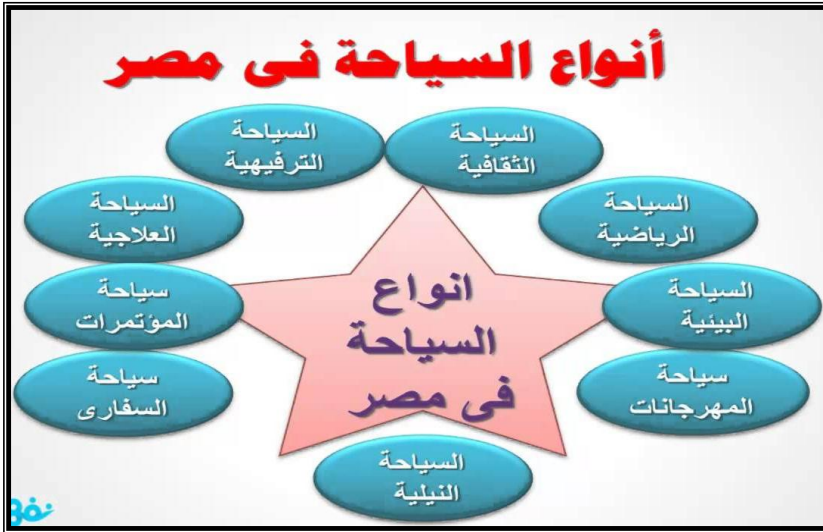 أنواع السياحة فى مصر
السياحة
الثقافية
السياحة
الترفيهية
السياحة
الرياضية
السياحة
العلاجية
السياحة
البيئية
سياحة
المؤتمرات
سياحة
المهرجانات
سياحة
السفارى
السياحة
النيلية
انواع
السياحة
فى مصر